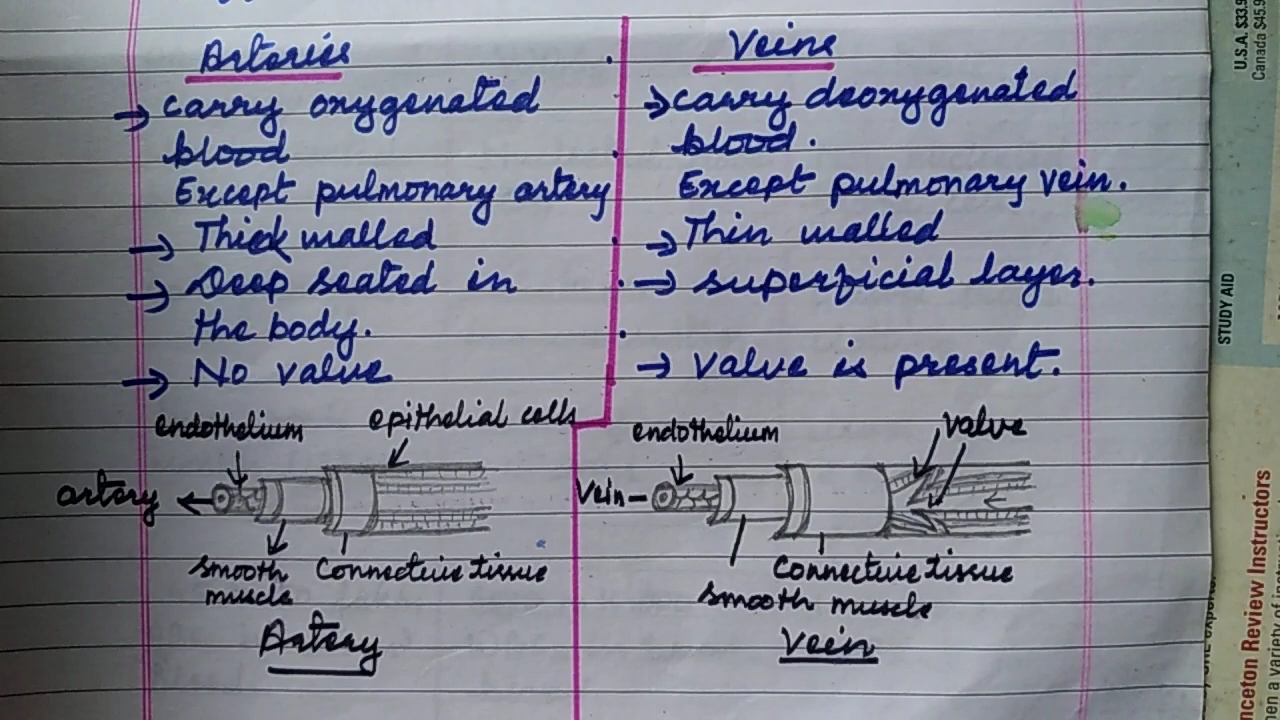 Arteries
→ carry oxygenated
blood
Except pulmonary artery
→ Thick walled
→ Deep seated in
the body.
→ No valve
endothelium
epithelial cells
artery
smooth
muscle
Connective tissue
Artery
Veins
→ carry deoxygenated
blood.
Except pulmonary vein.
→ Thin walled
→ superficial layer.
→ Valve is present.
endothelium
valve
Vein
Connective tissue
smooth muscle
Vein
U.S.A. $33.9
Canada $45.9
STUDY AID
nceton Review Instructors